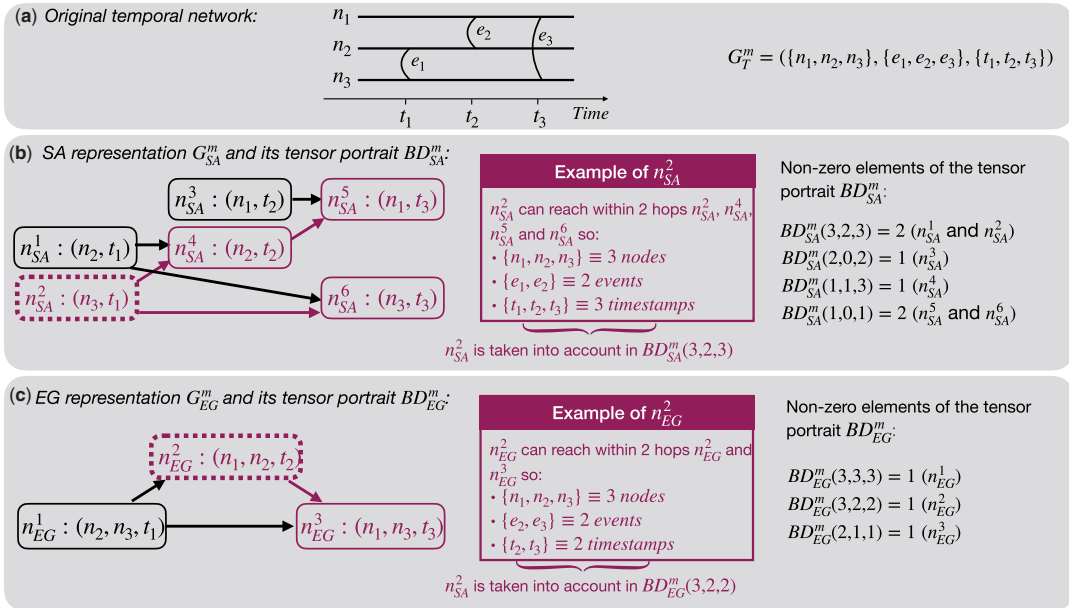 (a) Original temporal network:
n₁
n₂
n₃
e₁
e₂
e₃
t₁ t₂ t₃ Time
G_T^m = ({n₁, n₂, n₃}, {e₁, e₂, e₃}, {t₁, t₂, t₃})
(b) SA representation G_SA^m and its tensor portrait BD_SA^m:
n_SA^3 : (n₁, t₂)
n_SA^5 : (n₁, t₃)
n_SA^1 : (n₂, t₁)
n_SA^4 : (n₂, t₂)
n_SA^2 : (n₃, t₁)
n_SA^6 : (n₃, t₃)
Example of n_SA^2
n_SA^2 can reach within 2 hops n_SA^2, n_SA^4,
n_SA^5 and n_SA^6 so:
• {n₁, n₂, n₃} ≡ 3 nodes
• {e₁, e₂} ≡ 2 events
• {t₁, t₂, t₃} ≡ 3 timestamps
n_SA^2 is taken into account in BD_SA^m(3,2,3)
Non-zero elements of the tensor
portrait BD_SA^m:
BD_SA^m(3,2,3) = 2 (n_SA^1 and n_SA^2)
BD_SA^m(2,0,2) = 1 (n_SA^3)
BD_SA^m(1,1,3) = 1 (n_SA^4)
BD_SA^m(1,0,1) = 2 (n_SA^5 and n_SA^6)
(c) EG representation G_EG^m and its tensor portrait BD_EG^m:
n_EG^2 : (n₁, n₂, t₂)
n_EG^1 : (n₂, n₃, t₁)
n_EG^3 : (n₁, n₃, t₃)
Example of n_EG^2
n_EG^2 can reach within 2 hops n_EG^2 and
n_EG^3 so:
• {n₁, n₂, n₃} ≡ 3 nodes
• {e₂, e₃} ≡ 2 events
• {t₂, t₃} ≡ 2 timestamps
n_SA^2 is taken into account in BD_EG^m(3,2,2)
Non-zero elements of the tensor
portrait BD_EG^m:
BD_EG^m(3,3,3) = 1 (n_EG^1)
BD_EG^m(3,2,2) = 1 (n_EG^2)
BD_EG^m(2,1,1) = 1 (n_EG^3)